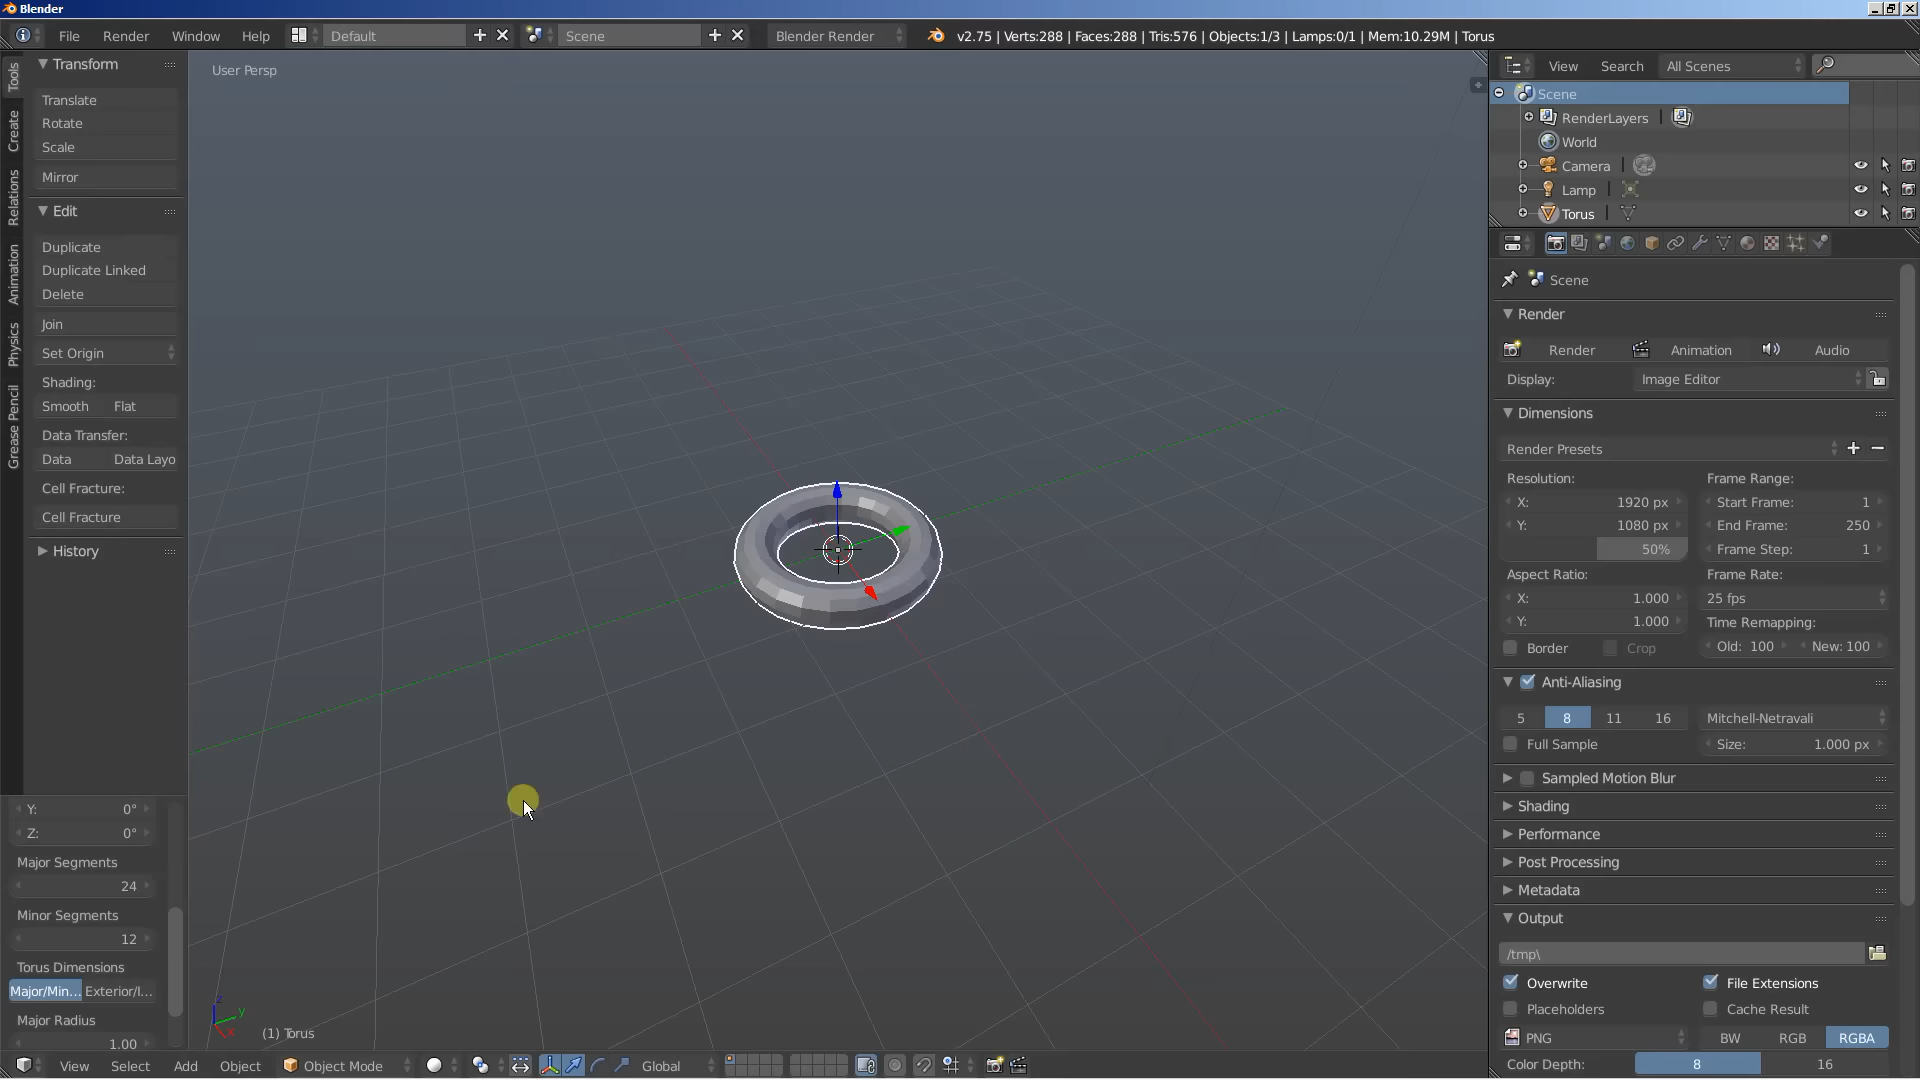 Blender
File Render Window Help Default Scene Blender Render v2.75 | Verts:288 | Faces:288 | Tris:576 | Objects:1/3 | Lamps:0/1 | Mem:10.29M | Torus
Tools
Create
Relations
Animation
Physics
Grease Pencil
Transform
Translate
Rotate
Scale
Mirror
Edit
Duplicate
Duplicate Linked
Delete
Join
Set Origin
Shading:
Smooth Flat
Data Transfer:
Data Data Layo
Cell Fracture:
Cell Fracture
History
Y: 0°
Z: 0°
Major Segments
24
Minor Segments
12
Torus Dimensions
Major/Min... Exterior/I...
Major Radius
1.00
User Persp
z
y
x
(1) Torus
View Select Add Object Object Mode Global
View Search All Scenes
Scene
RenderLayers
World
Camera
Lamp
Torus
Scene
Render
Render Animation Audio
Display: Image Editor
Dimensions
Render Presets
Resolution: Frame Range:
X: 1920 px Start Frame: 1
Y: 1080 px End Frame: 250
50% Frame Step: 1
Aspect Ratio: Frame Rate:
X: 1.000 25 fps
Y: 1.000 Time Remapping:
Border Crop Old: 100 New: 100
Anti-Aliasing
5 8 11 16 Mitchell-Netravali
Full Sample Size: 1.000 px
Sampled Motion Blur
Shading
Performance
Post Processing
Metadata
Output
/tmp\
Overwrite File Extensions
Placeholders Cache Result
PNG BW RGB RGBA
Color Depth: 8 16